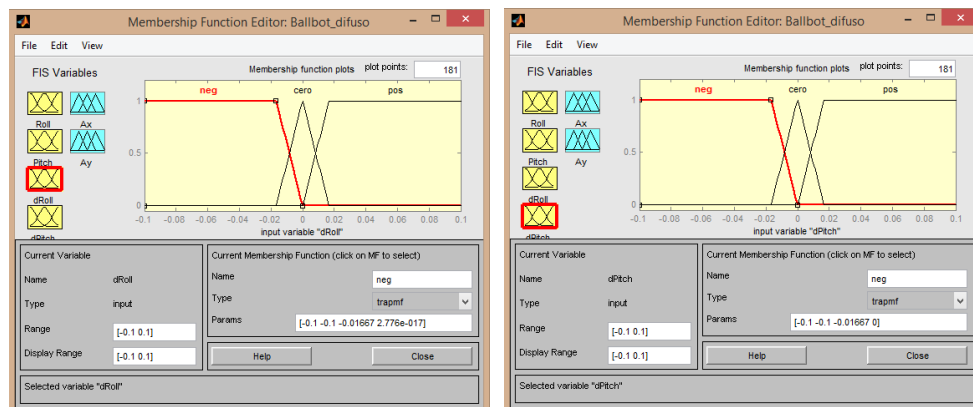 Membership Function Editor: Ballbot_difuso
File Edit View
FIS Variables
Membership function plots plot points: 181
Roll Ax
Pitch Ay
dRoll
dPitch
neg cero pos
1
0.5
0
-0.1 -0.08 -0.06 -0.04 -0.02 0 0.02 0.04 0.06 0.08 0.1
input variable "dRoll"
Current Variable
Name dRoll
Type input
Range [-0.1 0.1]
Display Range [-0.1 0.1]
Current Membership Function (click on MF to select)
Name neg
Type trapmf
Params [-0.1 -0.1 -0.01667 2.776e-017]
Help Close
Selected variable "dRoll"
Membership Function Editor: Ballbot_difuso
File Edit View
FIS Variables
Membership function plots plot points: 181
Roll Ax
Pitch Ay
dRoll
dPitch
neg cero pos
1
0.5
0
-0.1 -0.08 -0.06 -0.04 -0.02 0 0.02 0.04 0.06 0.08 0.1
input variable "dPitch"
Current Variable
Name dPitch
Type input
Range [-0.1 0.1]
Display Range [-0.1 0.1]
Current Membership Function (click on MF to select)
Name neg
Type trapmf
Params [-0.1 -0.1 -0.01667 0]
Help Close
Selected variable "dPitch"